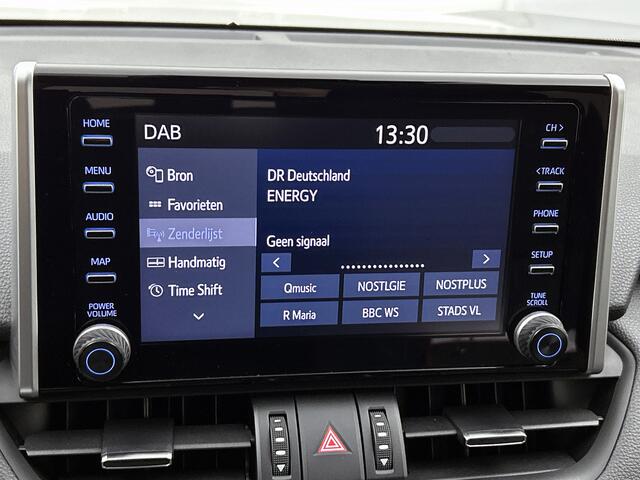 HOME
MENU
AUDIO
MAP
POWER
VOLUME
DAB
13:30
Bron
Favorieten
Zenderlijst
Handmatig
Time Shift
DR Deutschland
ENERGY
Geen signaal
< >
Qmusic NOSTLGIE NOSTPLUS
R Maria BBC WS STADS VL
CH >
< TRACK
PHONE
SETUP
TUNE
SCROLL